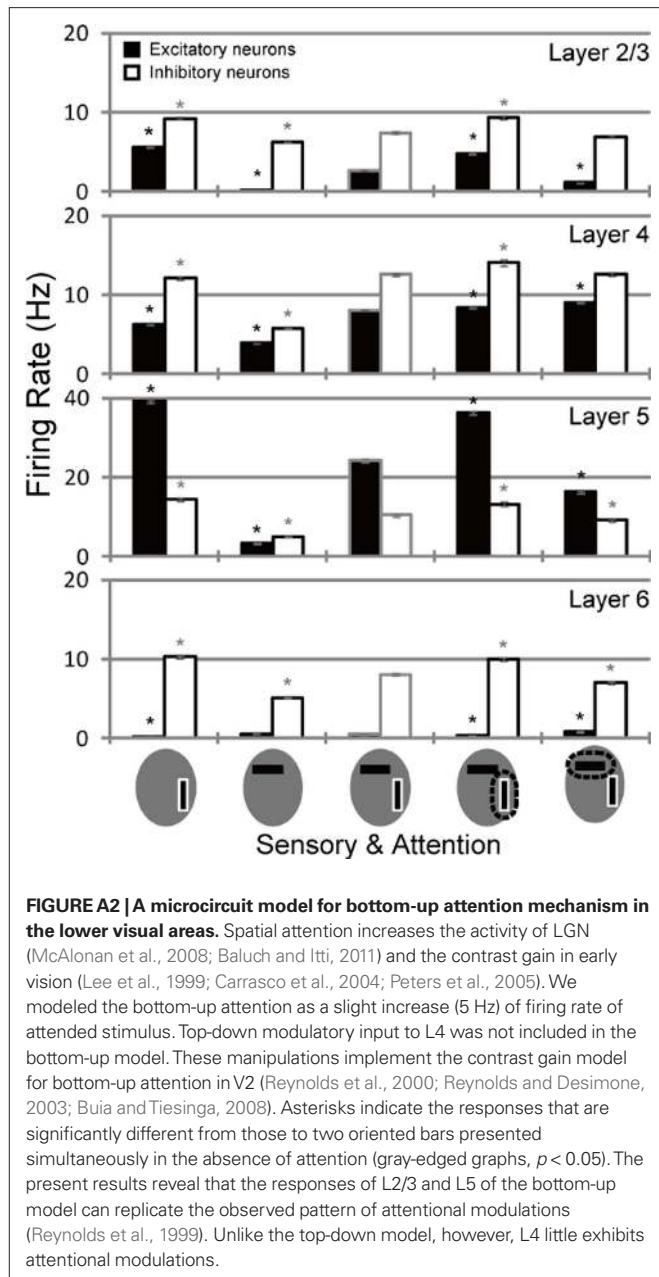 20
Excitatory neurons
Inhibitory neurons
Layer 2/3
*
*
*
*
*
*
*
10
0
20
Layer 4
*
*
*
*
*
*
*
10
0
40
Layer 5
*
*
*
*
*
*
*
*
20
0
20
Layer 6
*
*
*
*
*
*
*
10
0
Firing Rate (Hz)
Sensory & Attention
FIGURE A2 | A microcircuit model for bottom-up attention mechanism in
the lower visual areas. Spatial attention increases the activity of LGN
(McAlonan et al., 2008; Baluch and Itti, 2011) and the contrast gain in early
vision (Lee et al., 1999; Carrasco et al., 2004; Peters et al., 2005). We
modeled the bottom-up attention as a slight increase (5 Hz) of firing rate of
attended stimulus. Top-down modulatory input to L4 was not included in the
bottom-up model. These manipulations implement the contrast gain model
for bottom-up attention in V2 (Reynolds et al., 2000; Reynolds and Desimone,
2003; Buia and Tiesinga, 2008). Asterisks indicate the responses that are
significantly different from those to two oriented bars presented
simultaneously in the absence of attention (gray-edged graphs, p < 0.05). The
present results reveal that the responses of L2/3 and L5 of the bottom-up
model can replicate the observed pattern of attentional modulations
(Reynolds et al., 1999). Unlike the top-down model, however, L4 little exhibits
attentional modulations.